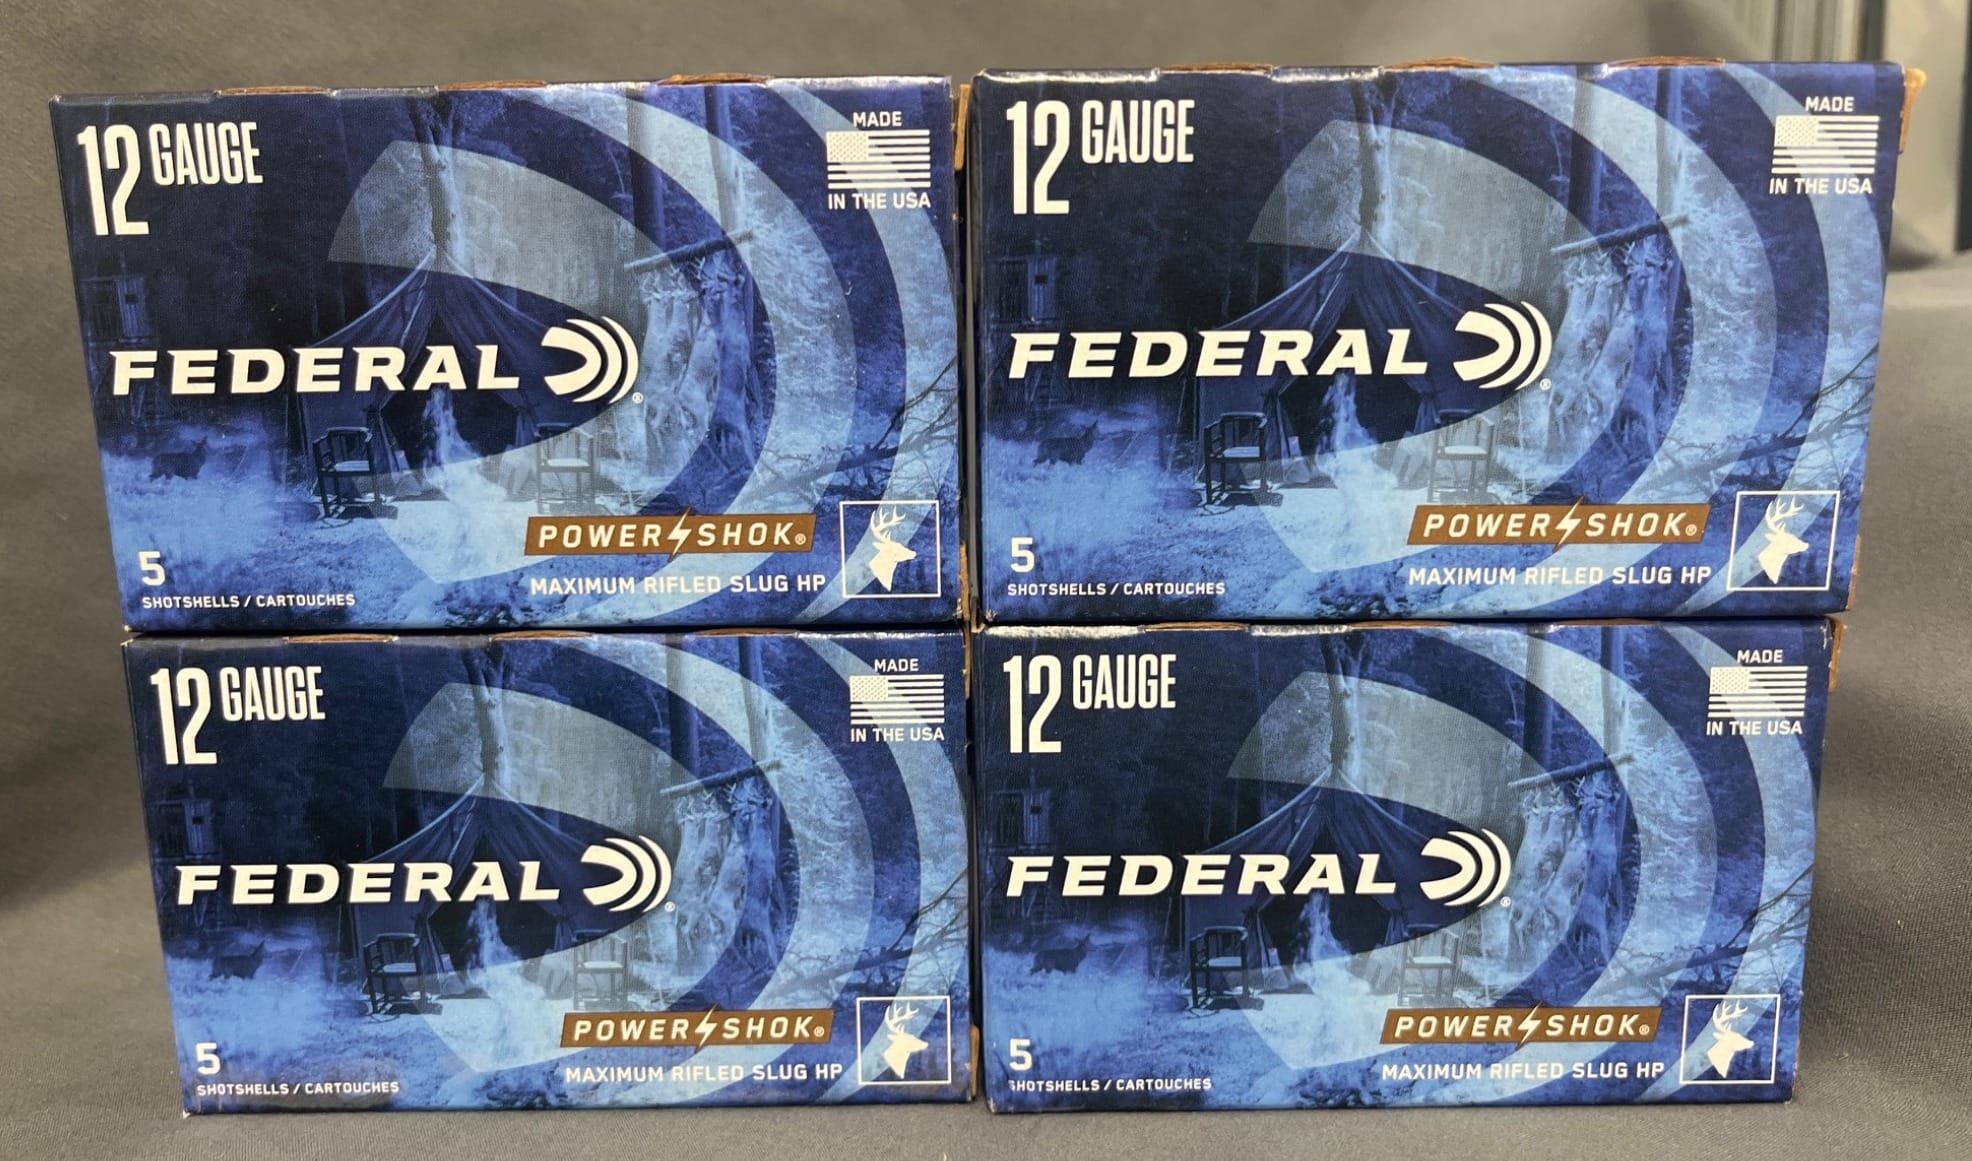 12 GAUGE
MADE
IN THE USA
FEDERAL ®
POWER SHOK®
5
MAXIMUM RIFLED SLUG HP
SHOTSHELLS / CARTOUCHES
12 GAUGE
MADE
IN THE USA
FEDERAL ®
POWER SHOK®
5
MAXIMUM RIFLED SLUG HP
SHOTSHELLS / CARTOUCHES
12 GAUGE
MADE
IN THE USA
FEDERAL ®
POWER SHOK®
5
MAXIMUM RIFLED SLUG HP
SHOTSHELLS / CARTOUCHES
12 GAUGE
MADE
IN THE USA
FEDERAL ®
POWER SHOK®
5
MAXIMUM RIFLED SLUG HP
SHOTSHELLS / CARTOUCHES